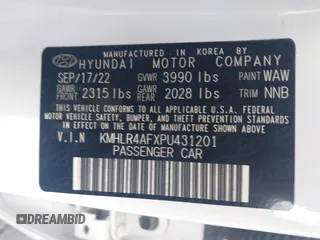 MANUFACTURED IN KOREA BY
HYUNDAI MOTOR COMPANY
SEP/17/22 GVWR 3990 lbs PAINT WAW
GAWR FRONT 2315 lbs GAWR REAR 2028 lbs TRIM NNB
THIS VEHICLE CONFORMS TO ALL APPLICABLE U.S.A. FEDERAL
MOTOR VEHICLE SAFETY, BUMPER, AND THEFT PREVENTION
STANDARDS IN EFFECT ON THE DATE OF MANUFACTURE SHOWN ABOVE.
V.I.N KMHLR4AFXPU431201
PASSENGER CAR
AUTOBIDMASTER